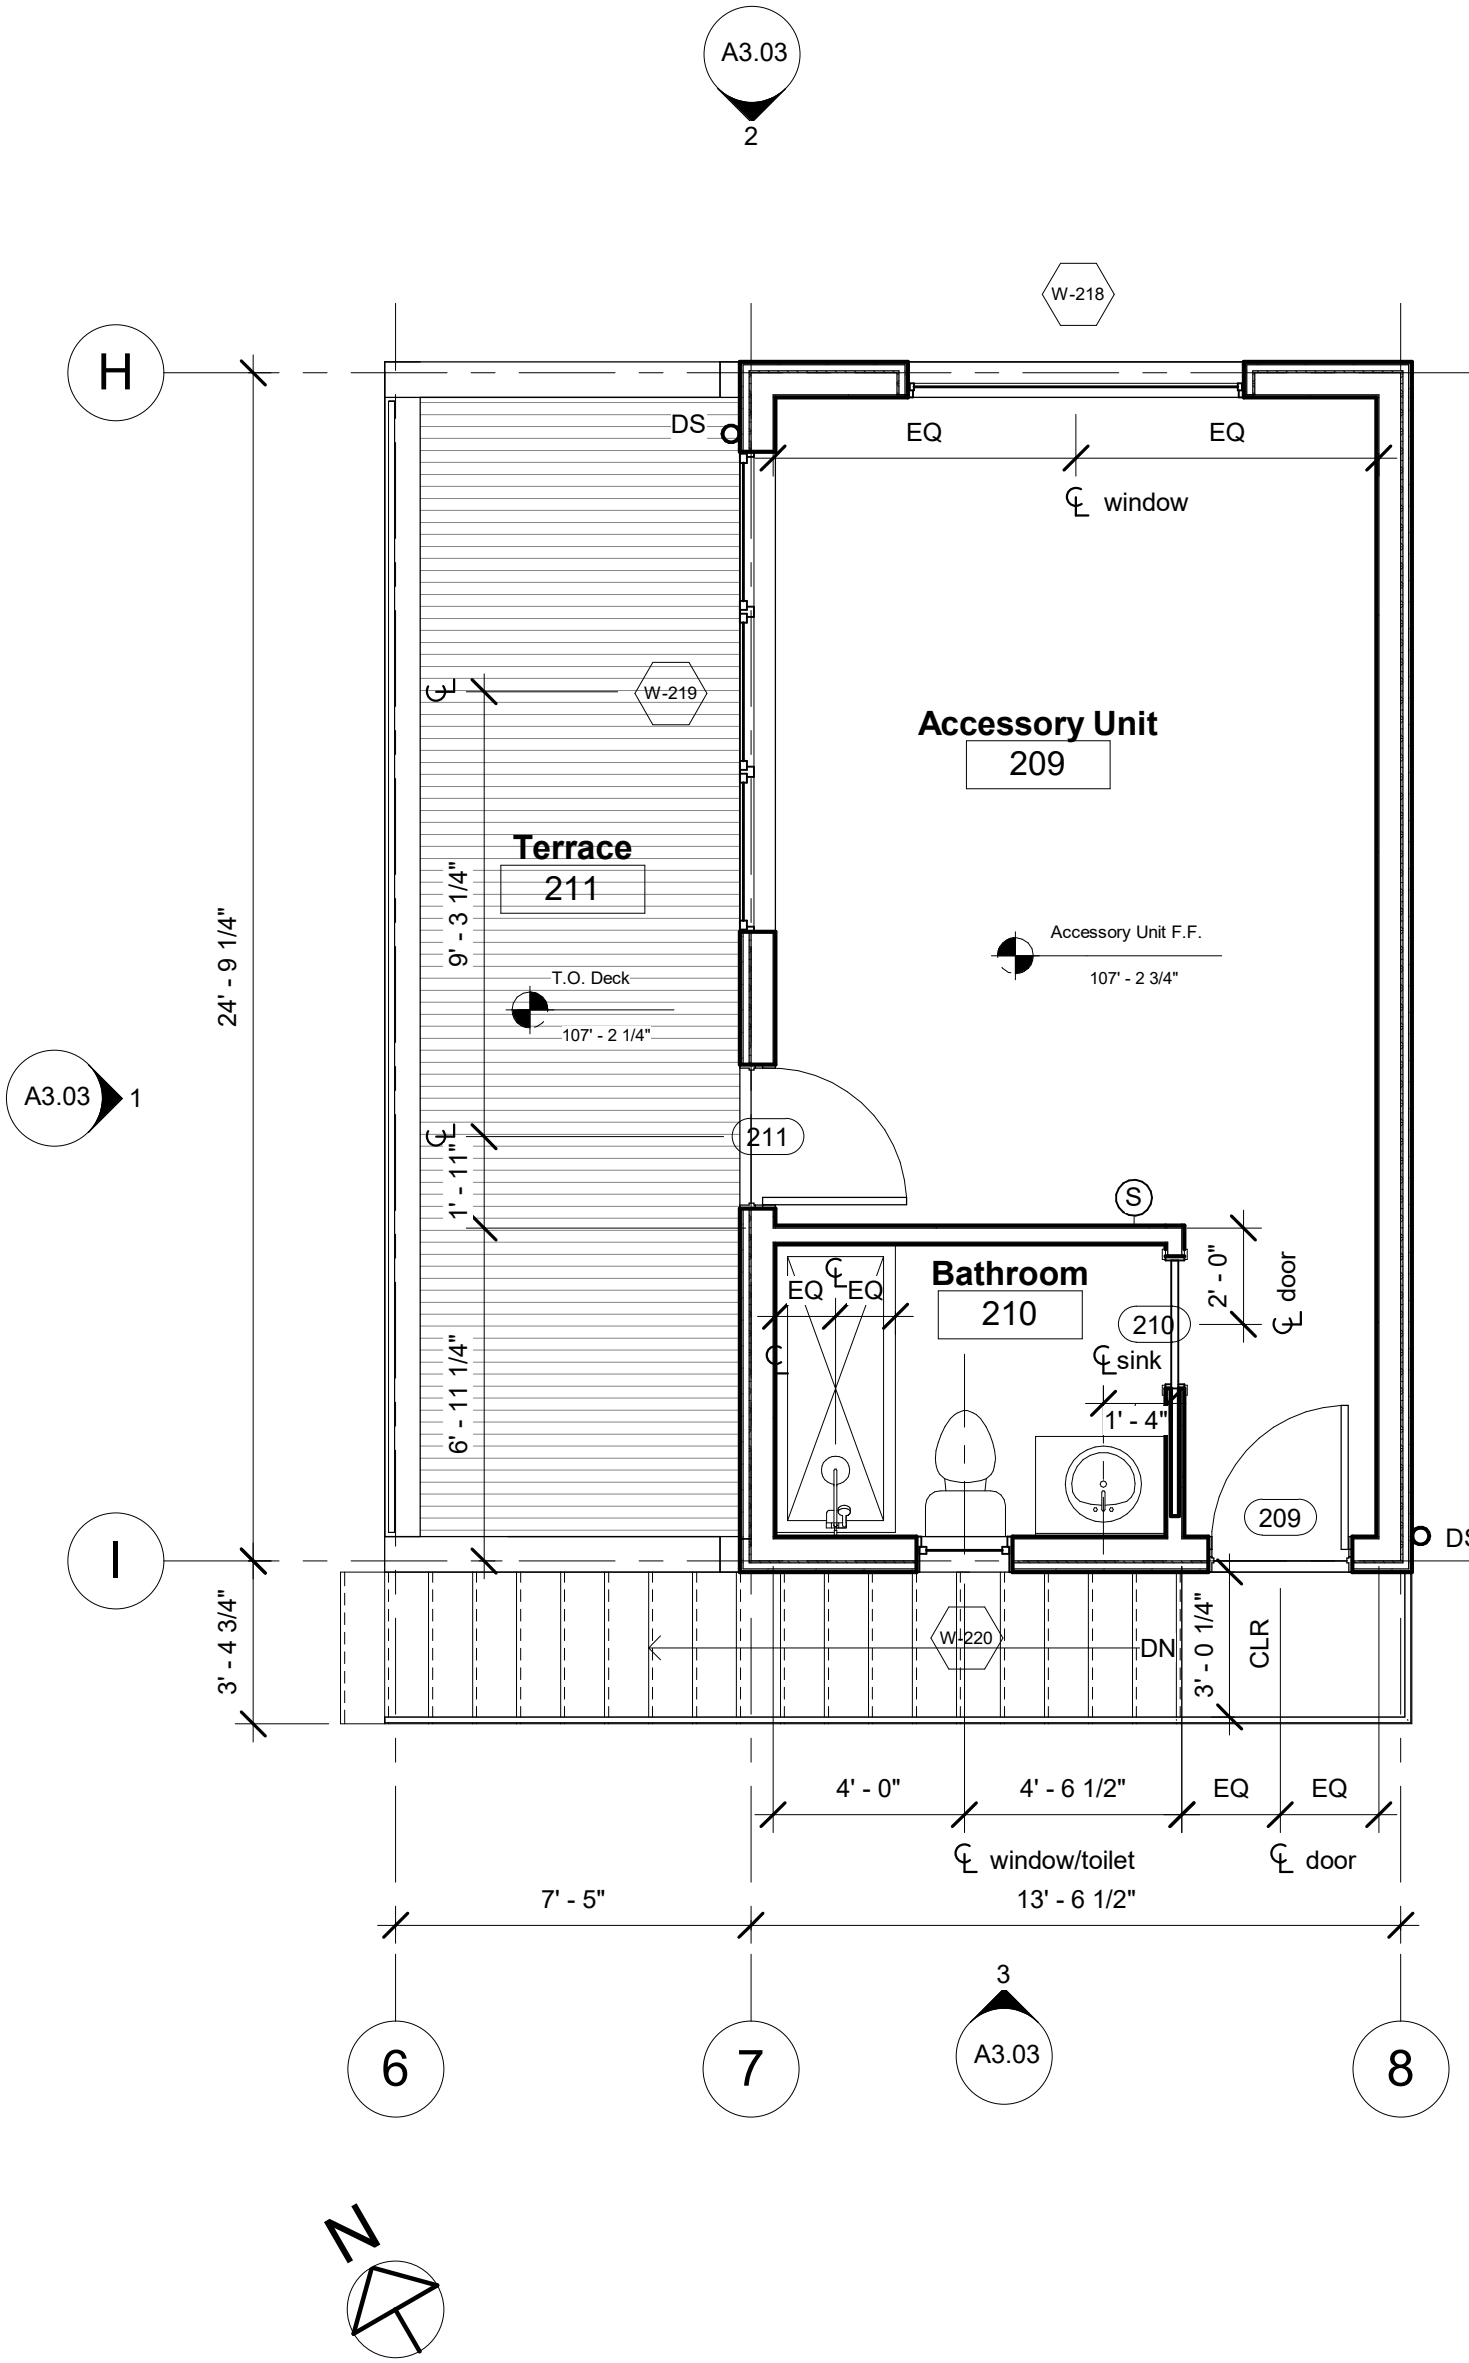 A3.03
2
W-218
H
DS
EQ
EQ
℄ window
℄
W-219
Accessory Unit
209
Terrace
211
9' - 3 1/4"
24' - 9 1/4"
Accessory Unit F.F.
107' - 2 3/4"
T.O. Deck
107' - 2 1/4"
A3.03
1
℄
211
1' - 11"
S
Bathroom
210
EQ
℄
EQ
2' - 0"
℄ door
210
℄
℄ sink
1' - 4"
6' - 11 1/4"
209
DS
I
3' - 4 3/4"
W-220
DN
3' - 0 1/4"
CLR
4' - 0"
4' - 6 1/2"
EQ
EQ
℄ window/toilet
℄ door
7' - 5"
13' - 6 1/2"
3
A3.03
6
7
8
N